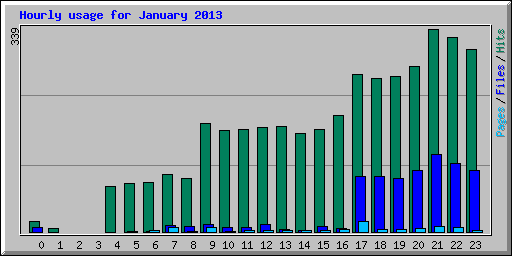 Hourly usage for January 2013
339
Pages / Files / Hits
0 1 2 3 4 5 6 7 8 9 10 11 12 13 14 15 16 17 18 19 20 21 22 23